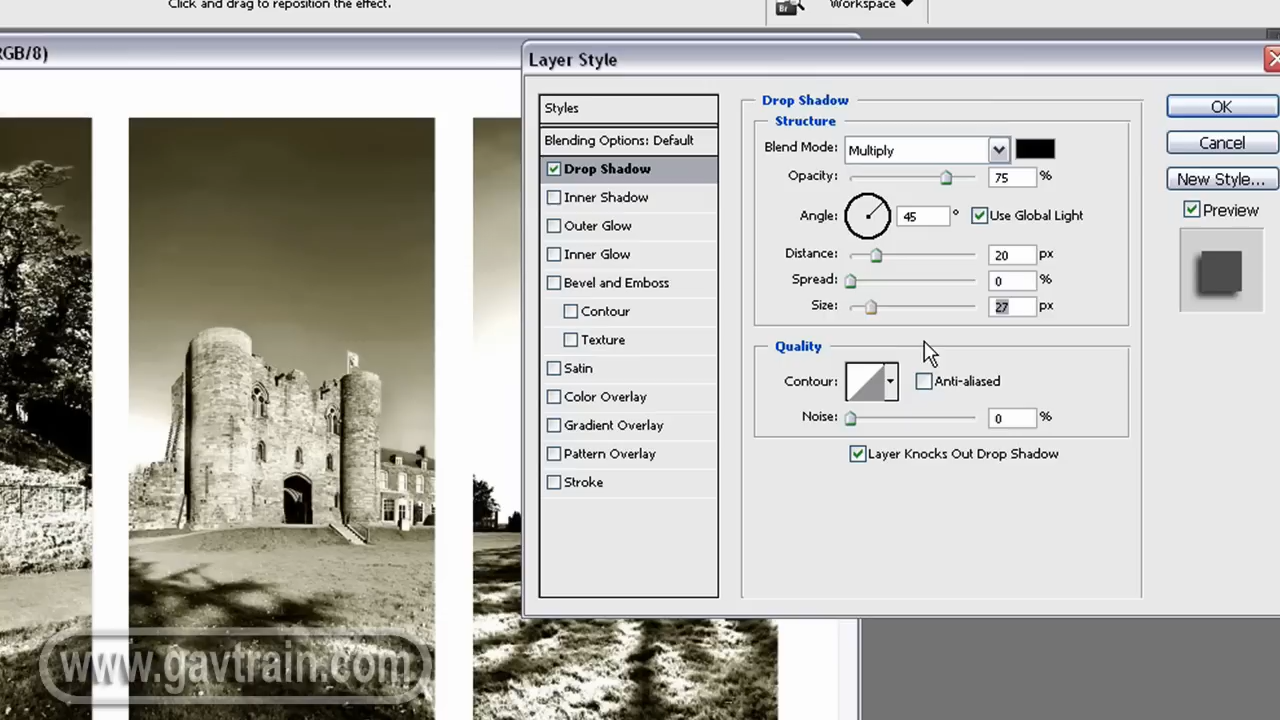 Click and drag to reposition the effect.
Br
Workspace
RGB/8)
Layer Style
Styles
Blending Options: Default
Drop Shadow
Inner Shadow
Outer Glow
Inner Glow
Bevel and Emboss
Contour
Texture
Satin
Color Overlay
Gradient Overlay
Pattern Overlay
Stroke
Drop Shadow
Structure
Blend Mode: Multiply
Opacity: 75 %
Angle: 45 ° Use Global Light
Distance: 20 px
Spread: 0 %
Size: 27 px
Quality
Contour: Anti-aliased
Noise: 0 %
Layer Knocks Out Drop Shadow
OK
Cancel
New Style...
Preview
www.gavtrain.com